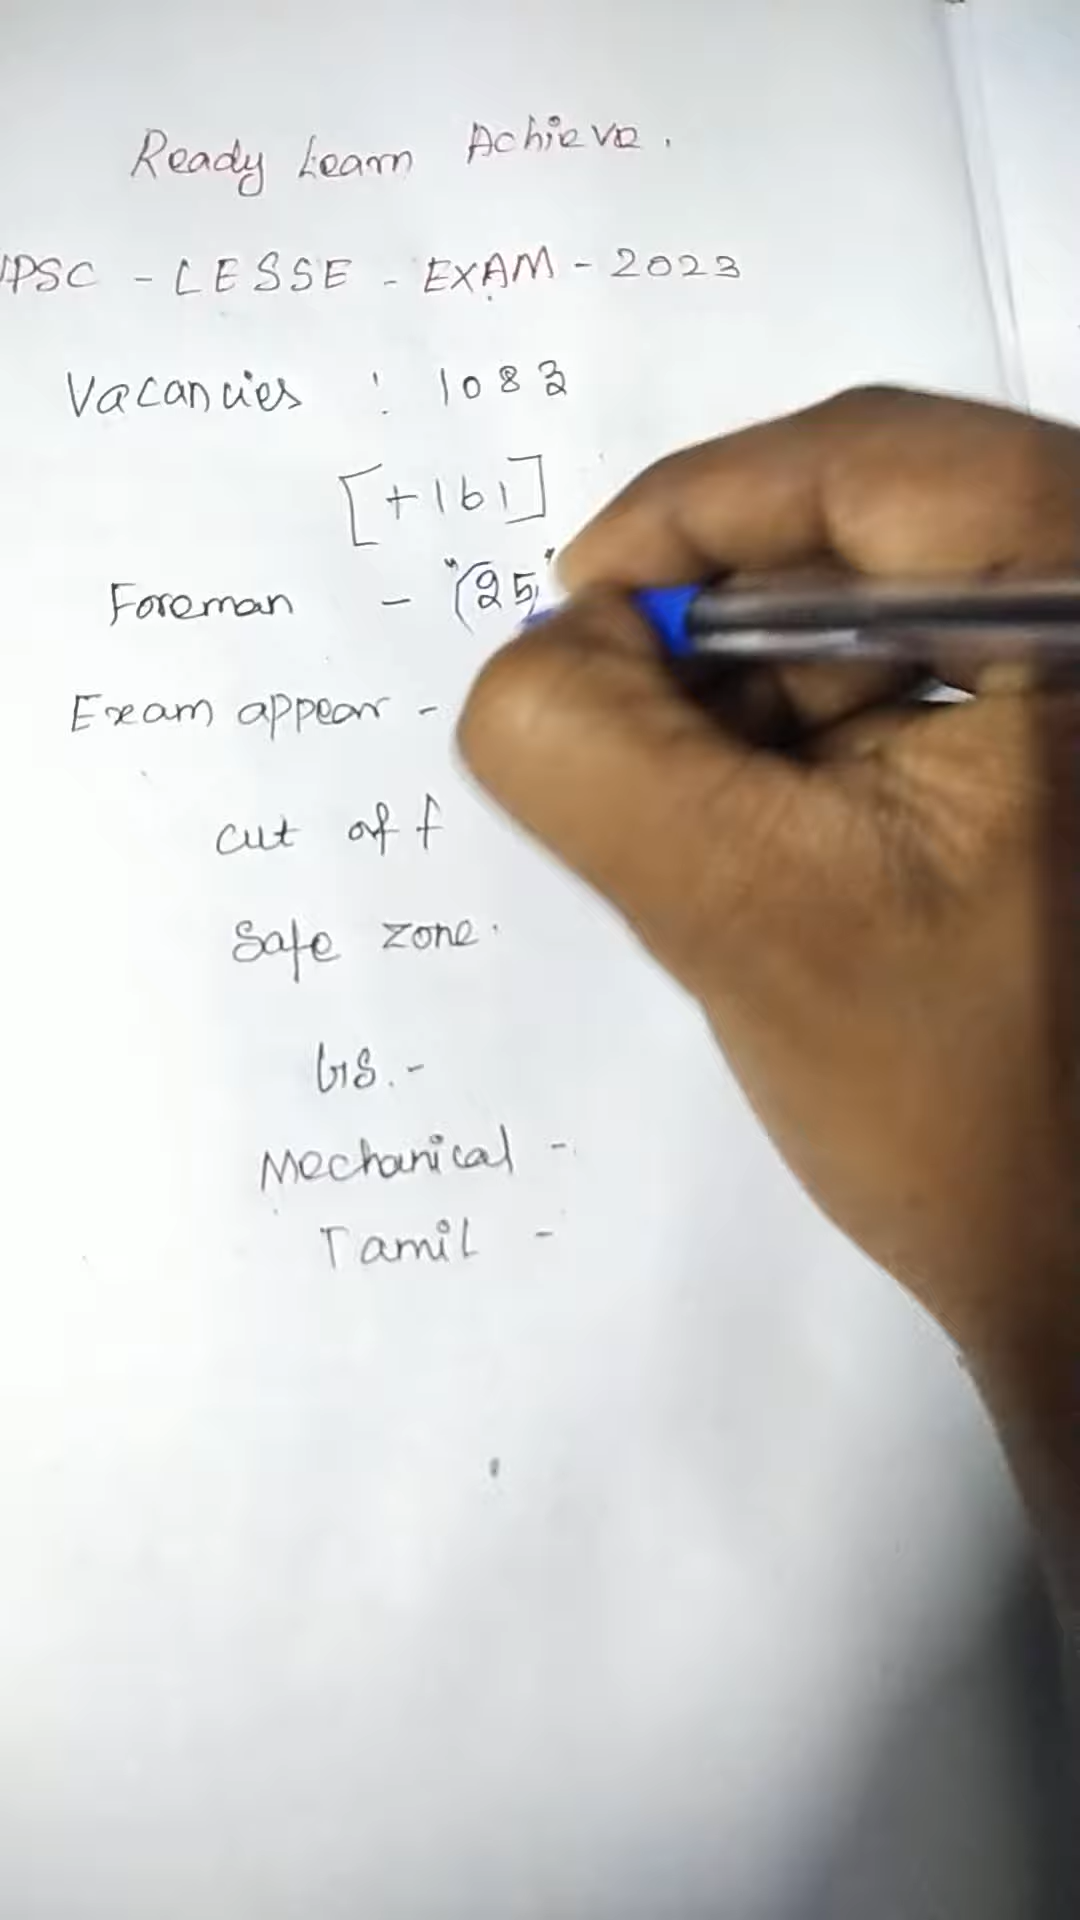 Ready Learn Achieve.
PSC - LESSE - EXAM - 2023
Vacancies : 1083
[+161]
Foreman - "(25"
Exam appear -
cut off
Safe zone.
GS. -
Mechanical -
Tamil -